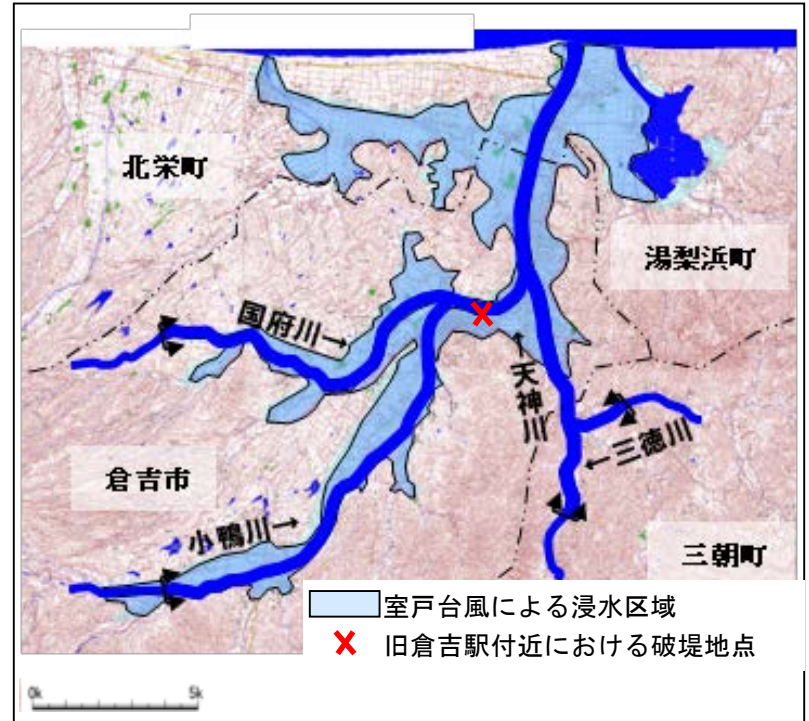 北栄町
湯梨浜町
国府川→
←天神川
←三徳川
倉吉市
小鴨川→
三朝町
室戸台風による浸水区域
× 旧倉吉駅付近における破堤地点
0k 5k